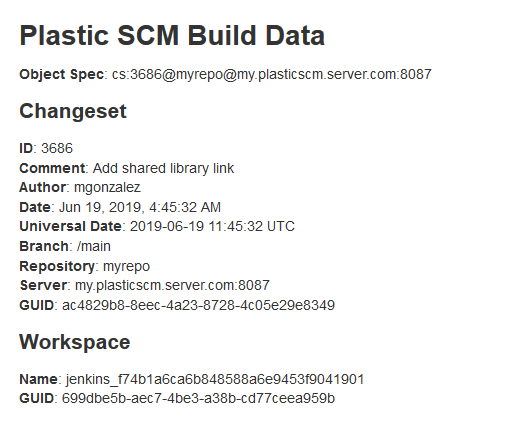 Plastic SCM Build Data
Object Spec: cs:3686@myrepo@my.plasticscm.server.com:8087
Changeset
ID: 3686
Comment: Add shared library link
Author: mgonzalez
Date: Jun 19, 2019, 4:45:32 AM
Universal Date: 2019-06-19 11:45:32 UTC
Branch: /main
Repository: myrepo
Server: my.plasticscm.server.com:8087
GUID: ac4829b8-8eec-4a23-8728-4c05e29e8349
Workspace
Name: jenkins_f74b1a6ca6b848588a6e9453f9041901
GUID: 699dbe5b-aec7-4be3-a38b-cd77ceea959b